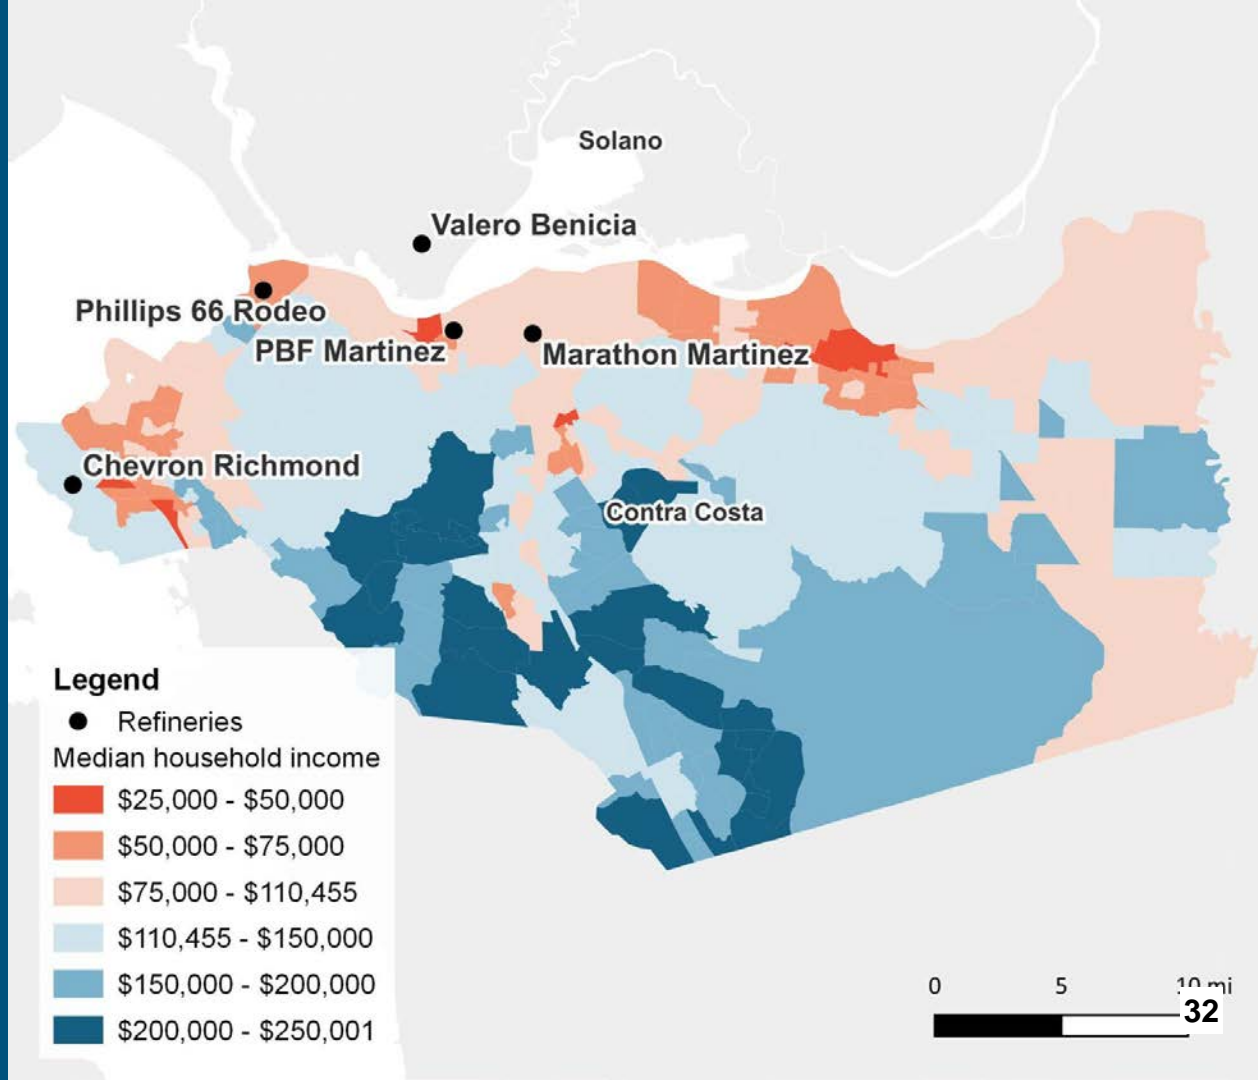 Solano
Valero Benicia
Phillips 66 Rodeo
PBF Martinez
Marathon Martinez
Chevron Richmond
Contra Costa
Legend
Refineries
Median household income
$25,000 - $50,000
$50,000 - $75,000
$75,000 - $110,455
$110,455 - $150,000
$150,000 - $200,000
$200,000 - $250,001
0 5 10 mi
32